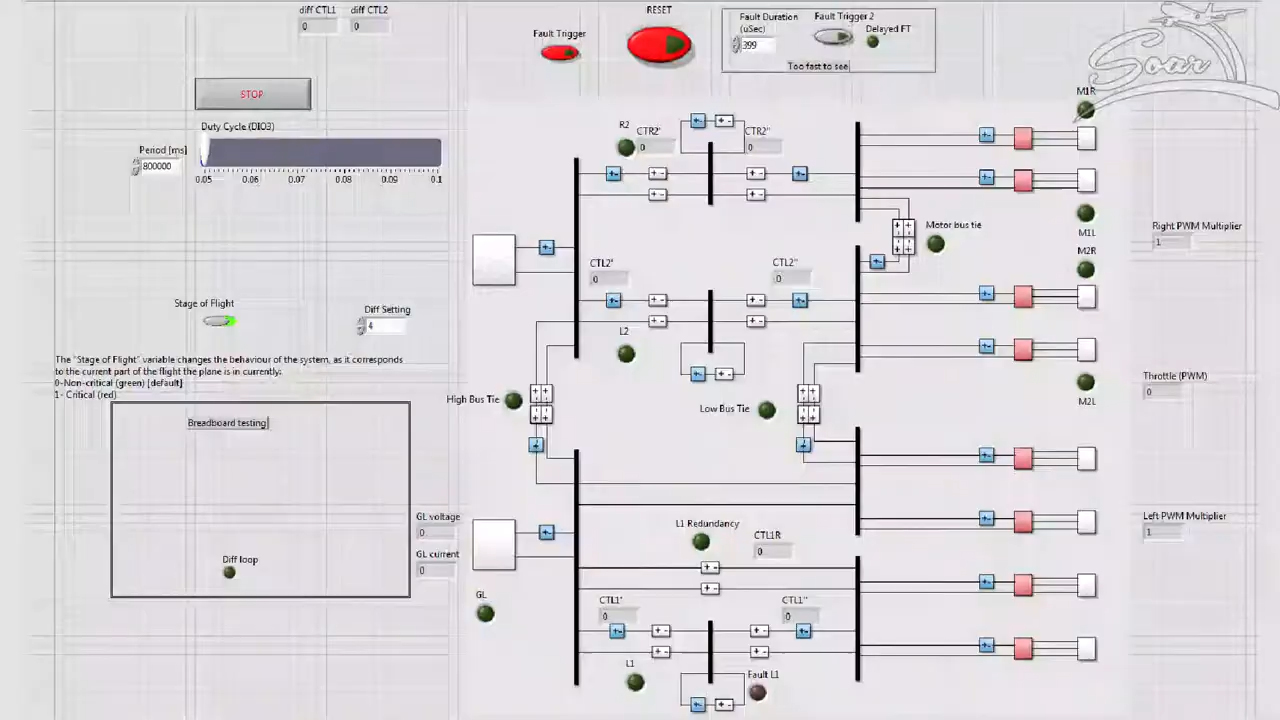 diff CTL1
diff CTL2
0
0
RESET
Fault Trigger
Fault Duration
(uSec)
399
Fault Trigger 2
Delayed FT
Too fast to see
Soar
STOP
Duty Cycle (DIO3)
Period [ms]
800000
0.05 0.06 0.07 0.08 0.09 0.1
M1R
R2
CTR2'
0
CTR2"
0
M1L
Motor bus tie
Right PWM Multiplier
1
M2R
CTL2'
0
CTL2"
0
Stage of Flight
Diff Setting
4
L2
The "Stage of Flight" variable changes the behaviour of the system, as it corresponds
to the current part of the flight the plane is in currently:
0-Non-critical (green) [default]
1- Critical (red)
High Bus Tie
Low Bus Tie
M2L
Throttle (PWM)
0
Breadboard testing
GL voltage
0
GL current
0
L1 Redundancy
CTL1R
0
Left PWM Multiplier
1
Diff loop
GL
CTL1'
0
CTL1"
0
L1
Fault L1